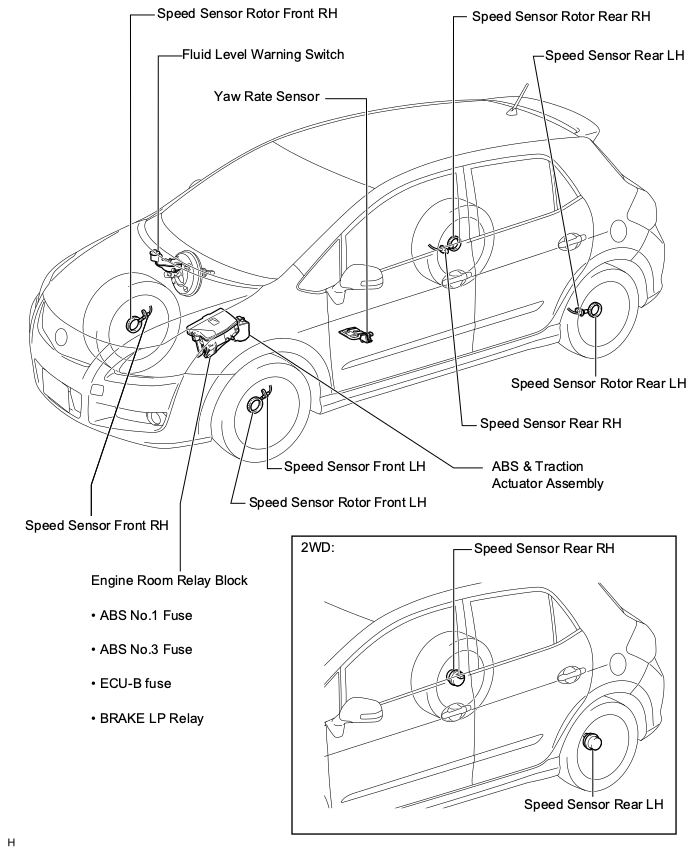 Speed Sensor Rotor Front RH
Speed Sensor Rotor Rear RH
Fluid Level Warning Switch
Speed Sensor Rear LH
Yaw Rate Sensor
Speed Sensor Rotor Rear LH
Speed Sensor Rear RH
Speed Sensor Front LH
ABS & Traction
Actuator Assembly
Speed Sensor Rotor Front LH
Speed Sensor Front RH
Engine Room Relay Block
• ABS No.1 Fuse
• ABS No.3 Fuse
• ECU-B fuse
• BRAKE LP Relay
2WD:
Speed Sensor Rear RH
Speed Sensor Rear LH
H